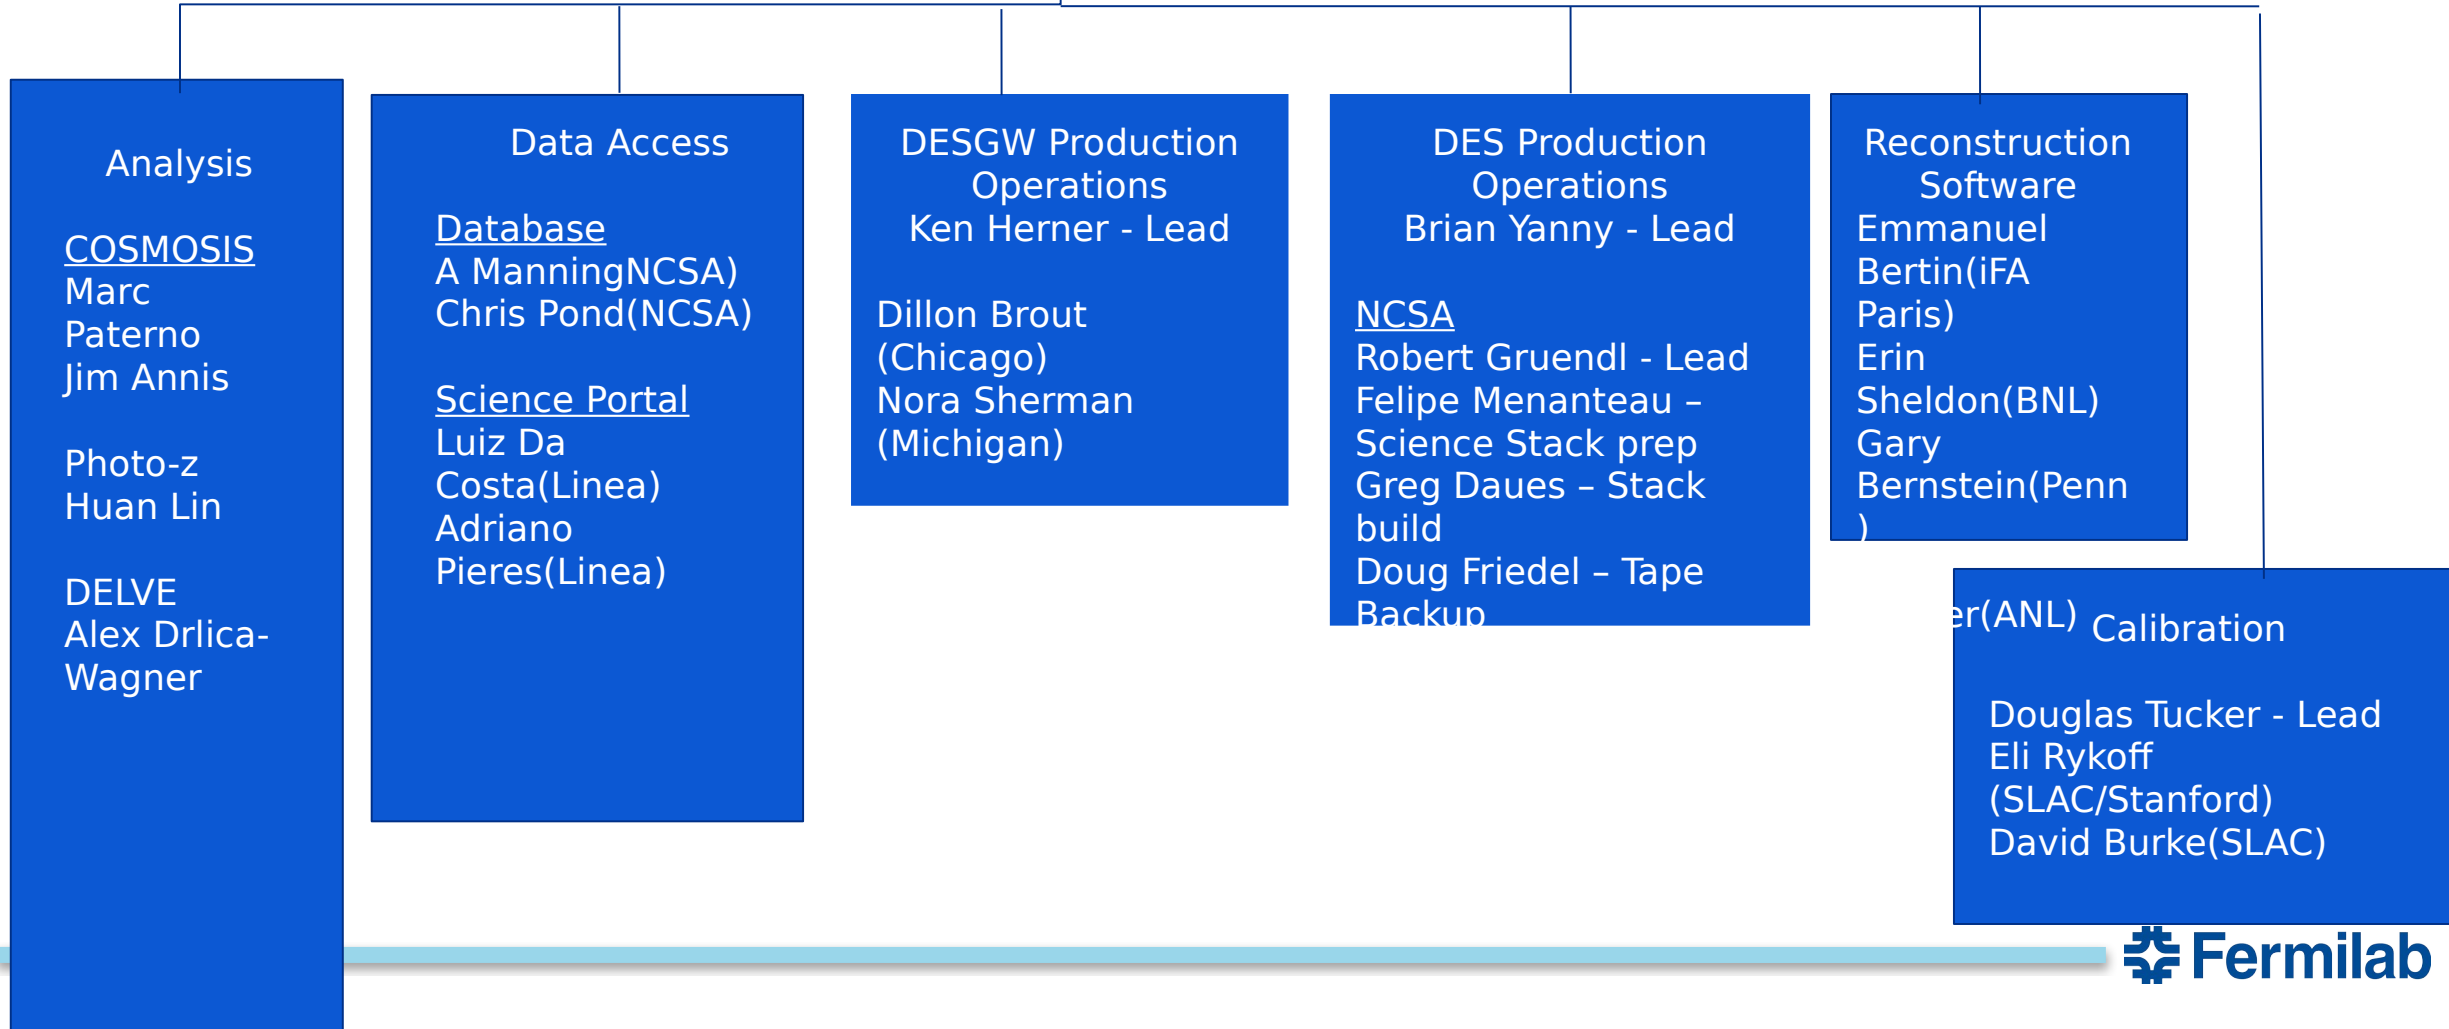 Analysis
COSMOSIS
Marc
Paterno
Jim Annis
Photo-z
Huan Lin
DELVE
Alex Drlica-
Wagner
Data Access
Database
A ManningNCSA)
Chris Pond(NCSA)
Science Portal
Luiz Da
Costa(Linea)
Adriano
Pieres(Linea)
DESGW Production
Operations
Ken Herner - Lead
Dillon Brout
(Chicago)
Nora Sherman
(Michigan)
DES Production
Operations
Brian Yanny - Lead
NCSA
Robert Gruendl - Lead
Felipe Menanteau –
Science Stack prep
Greg Daues – Stack
build
Doug Friedel – Tape
Backup
Reconstruction
Software
Emmanuel
Bertin(iFA
Paris)
Erin
Sheldon(BNL)
Gary
Bernstein(Penn
)
er(ANL)
Calibration
Douglas Tucker - Lead
Eli Rykoff
(SLAC/Stanford)
David Burke(SLAC)
Fermilab